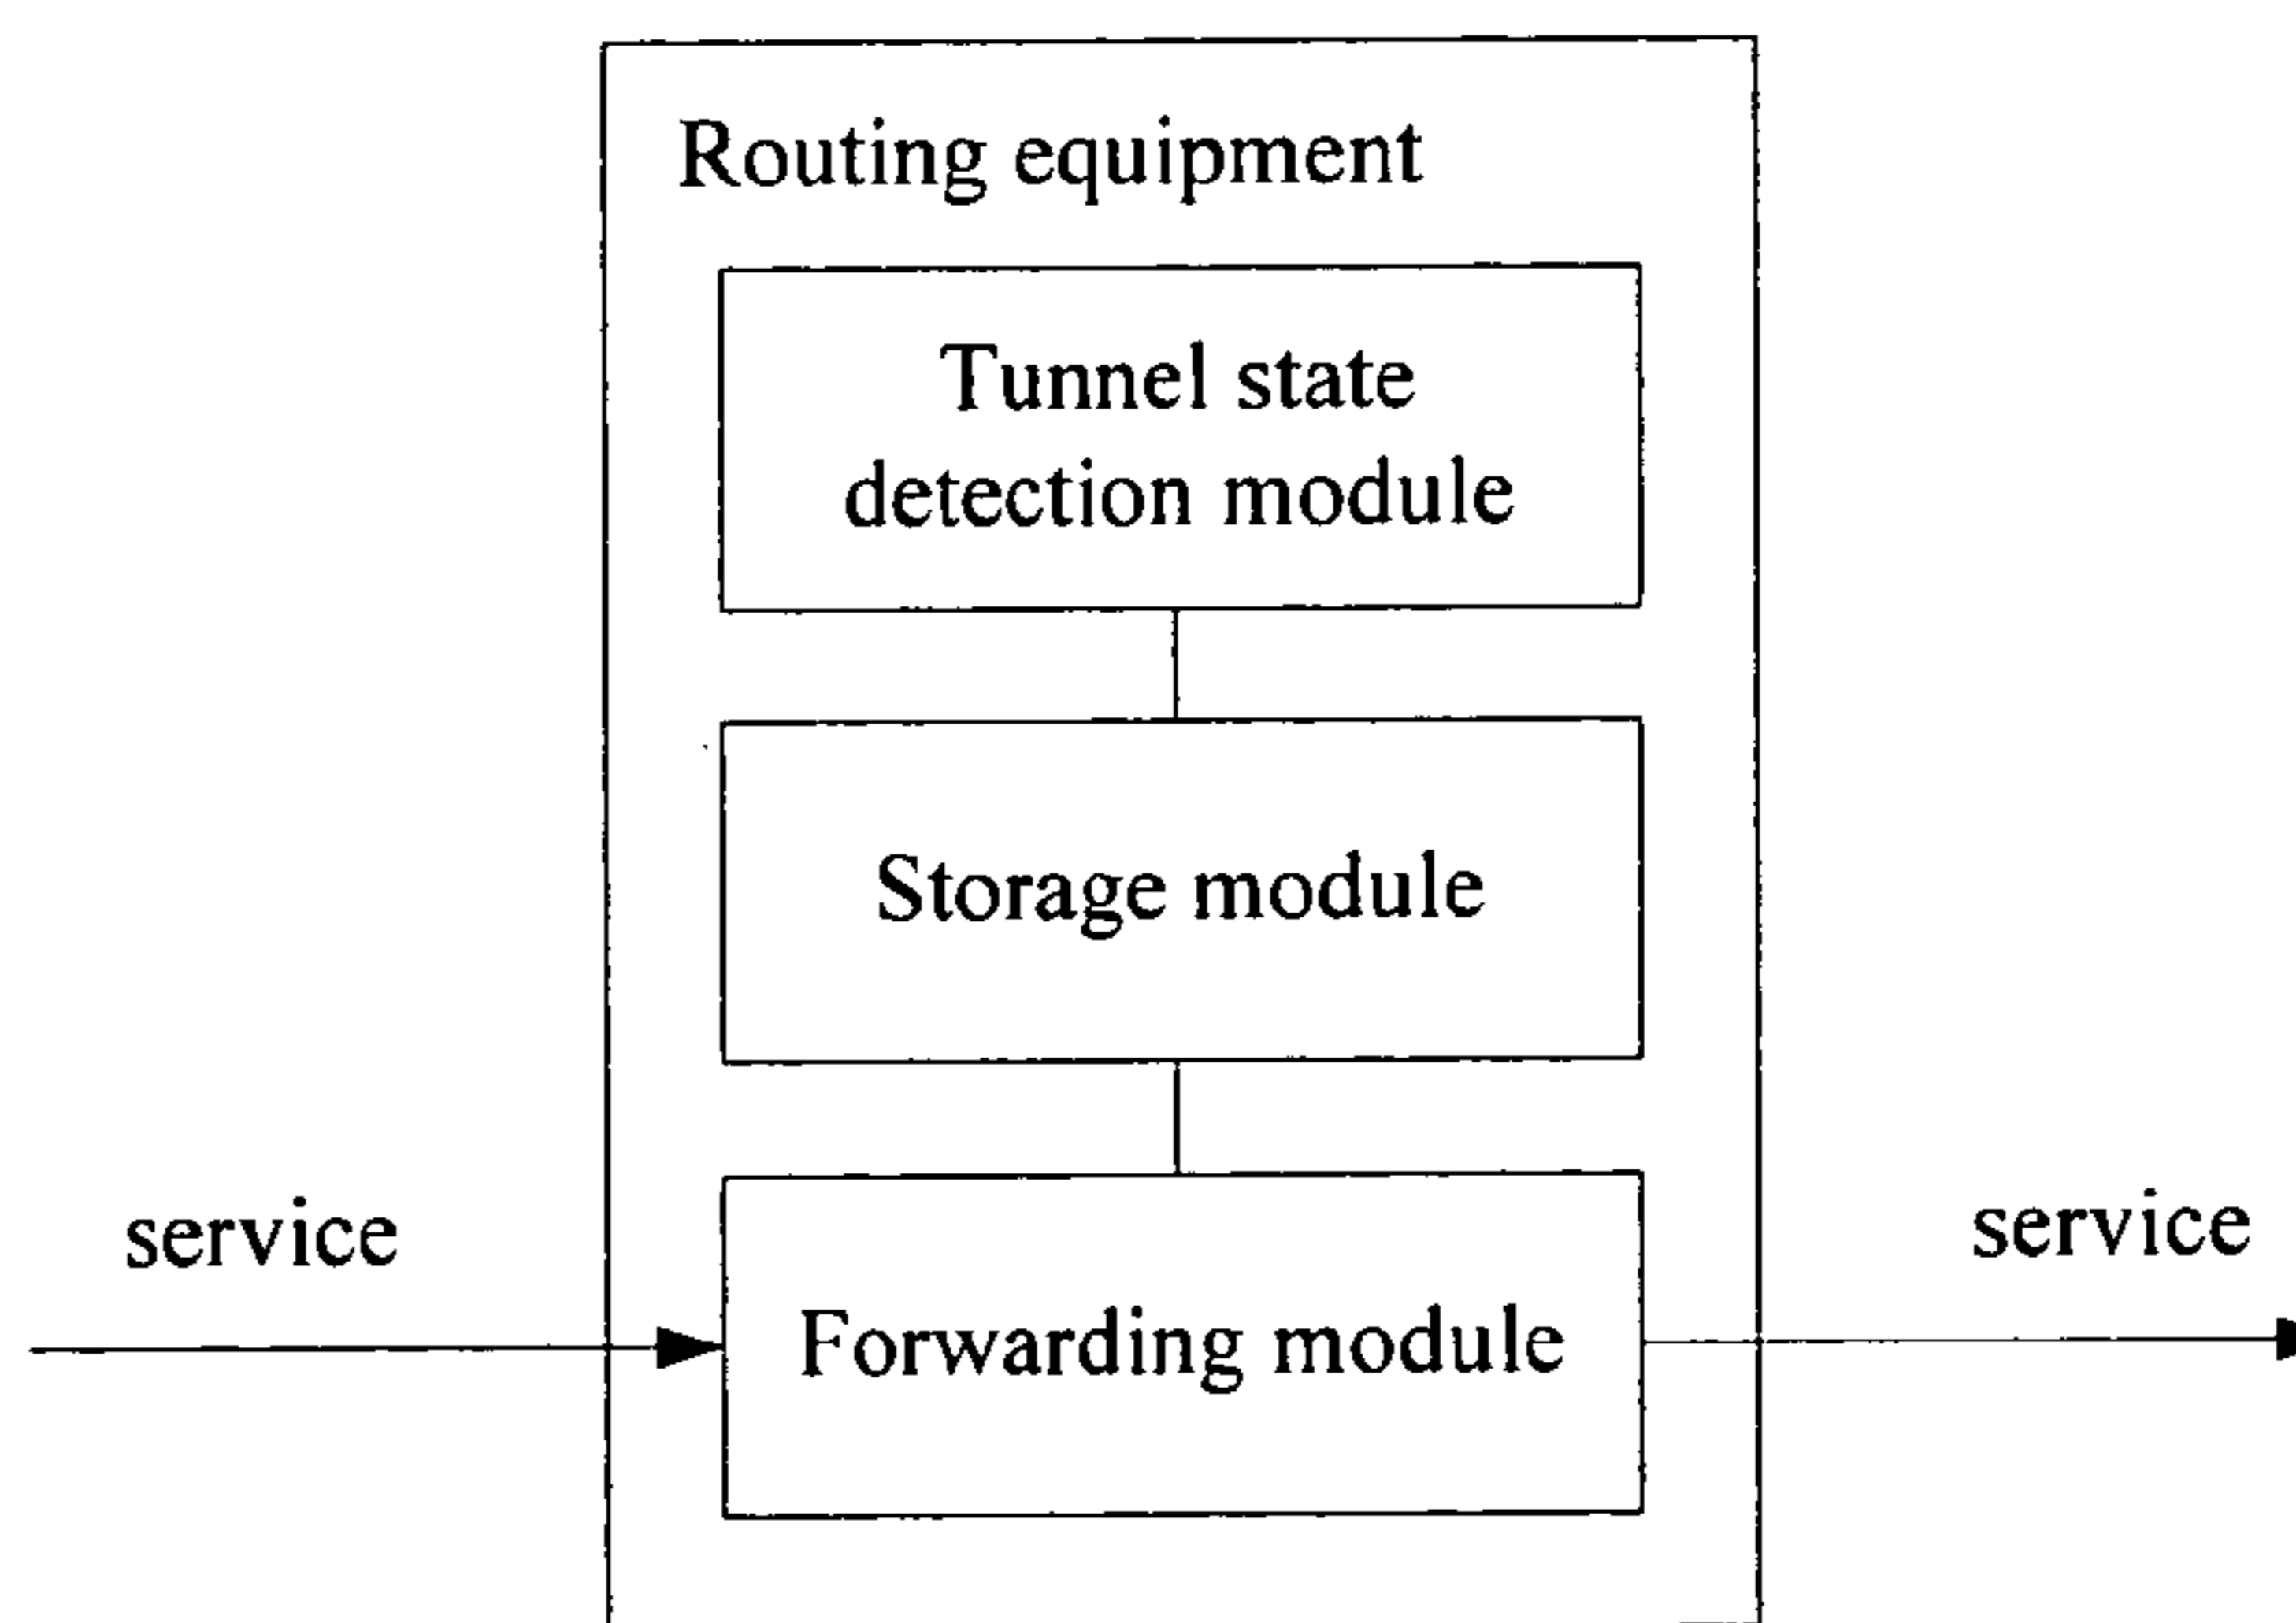 Routing equipment
Tunnel state
detection module
Storage module
service
Forwarding module
service